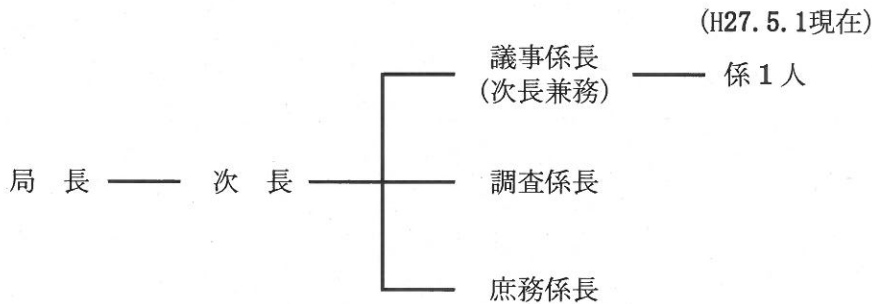 (H27.5.1現在)
議事係長
(次長兼務)
係1人
局 長
次 長
調査係長
庶務係長